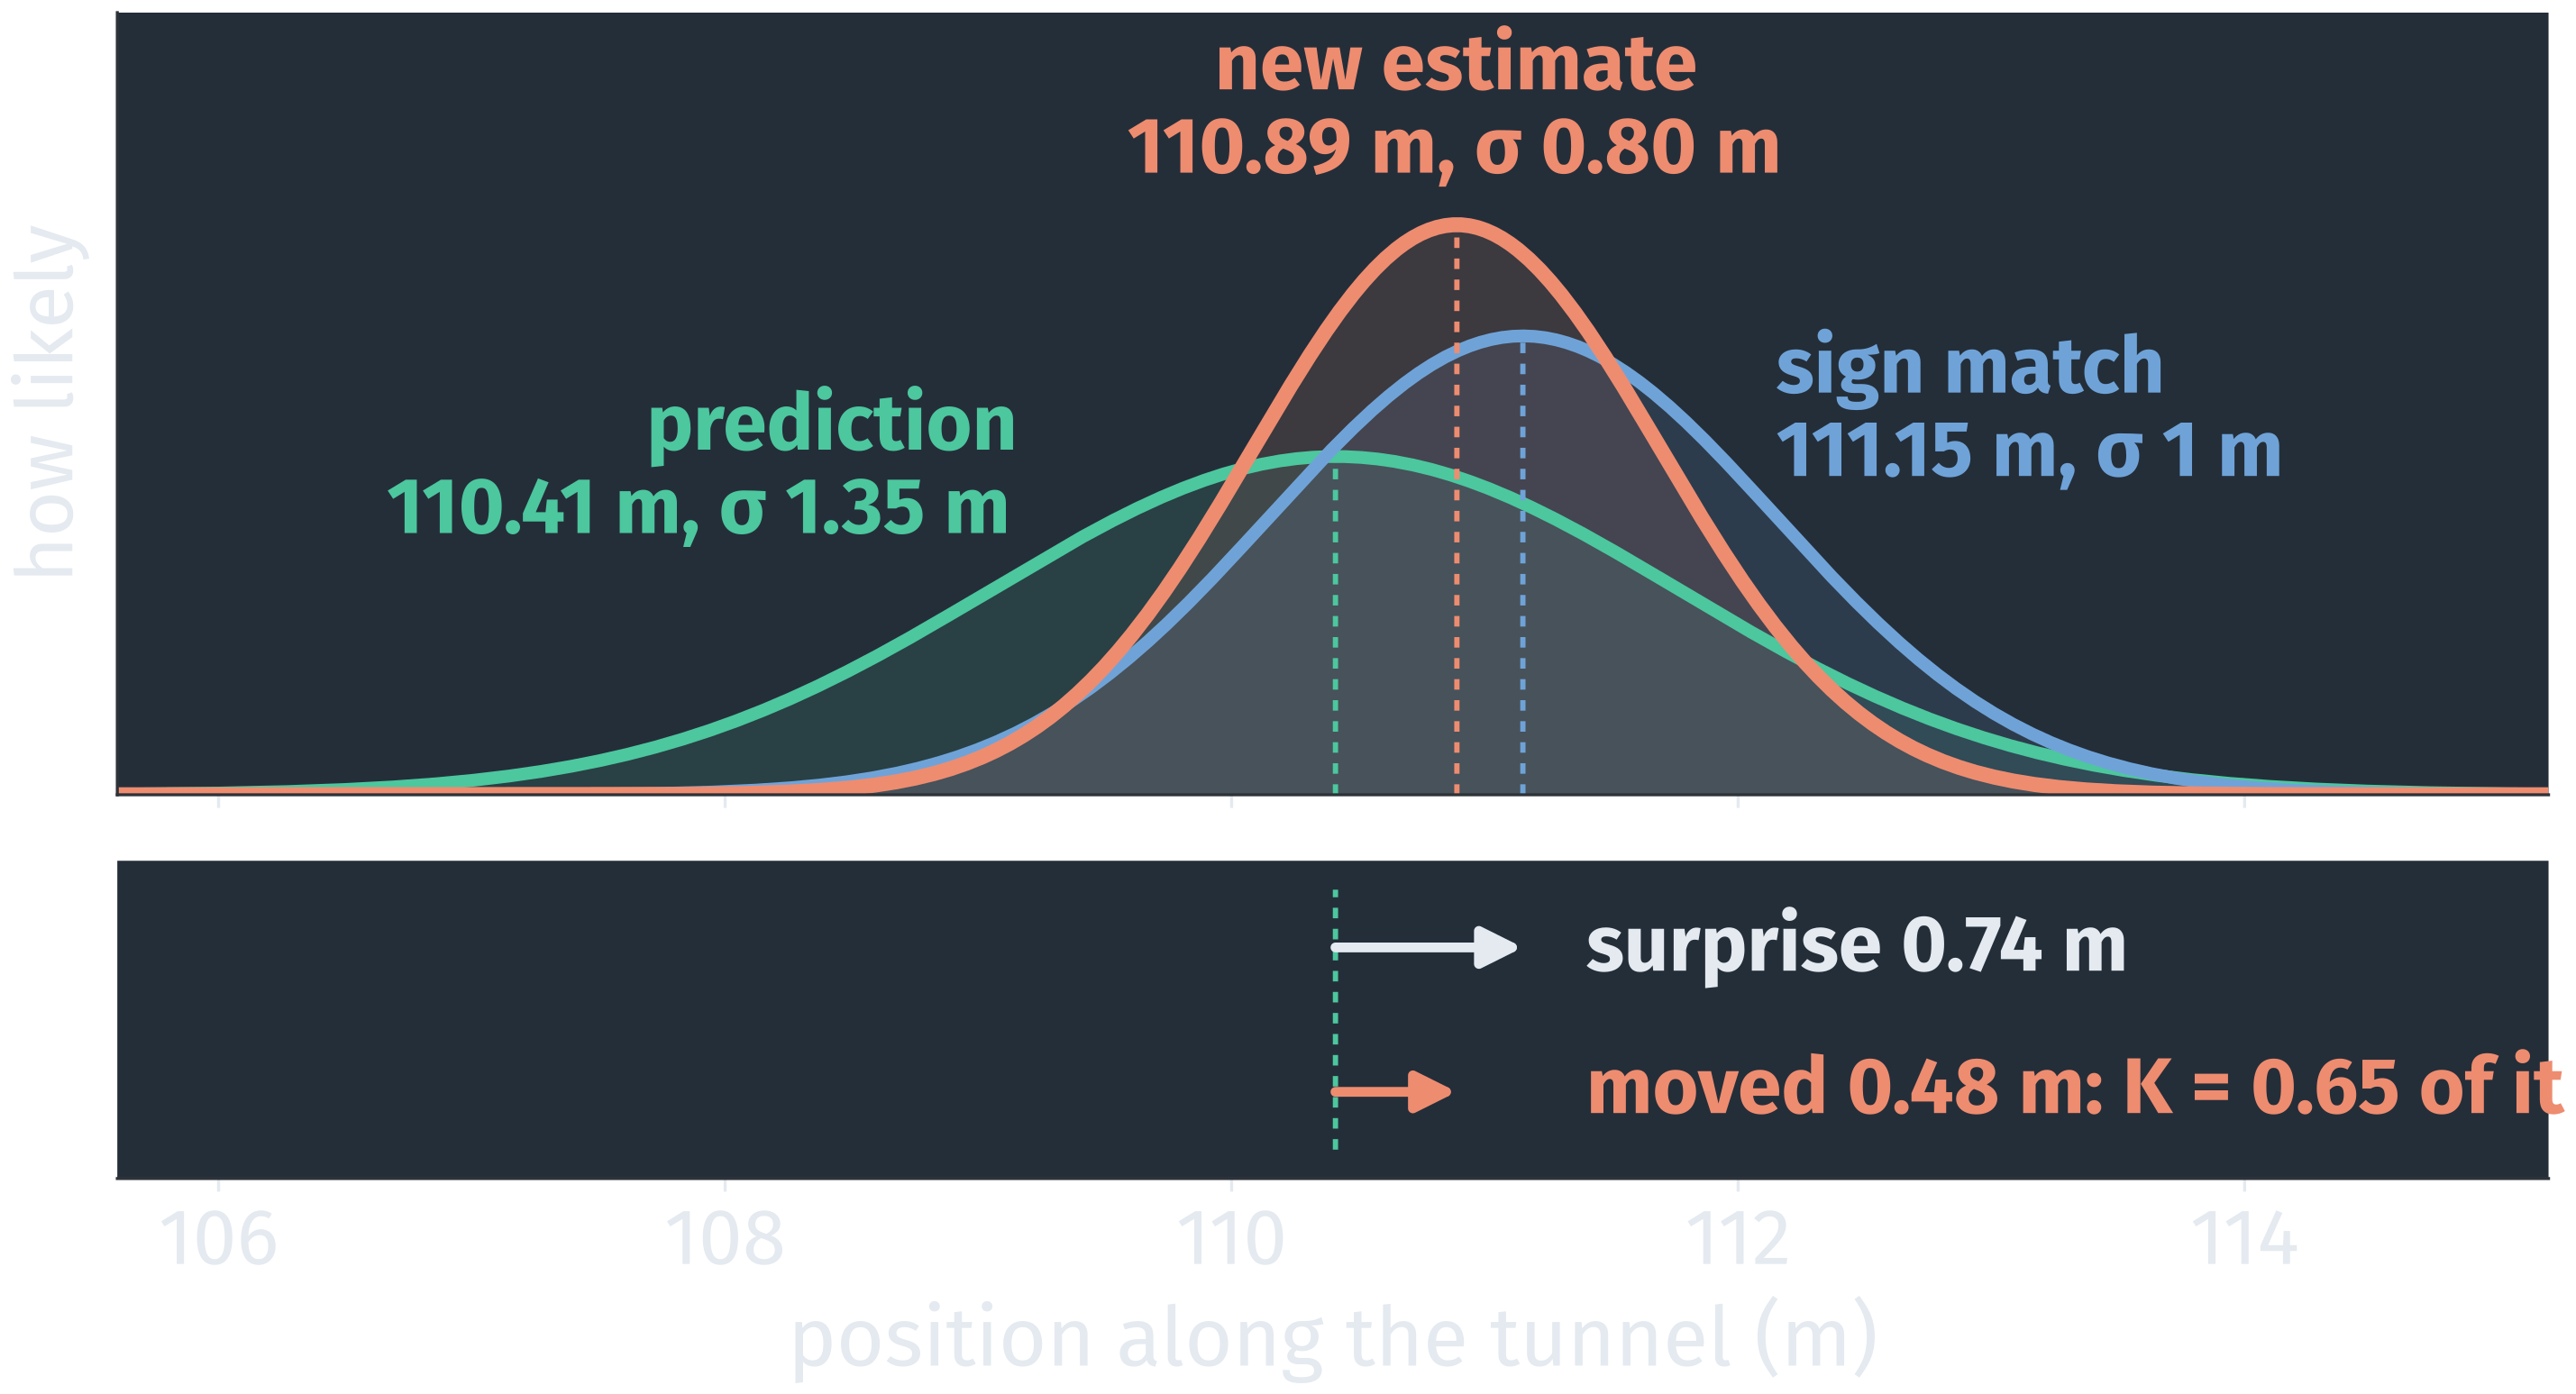 new estimate
110.89 m, σ 0.80 m
how likely
prediction
110.41 m, σ 1.35 m
sign match
111.15 m, σ 1 m
surprise 0.74 m
moved 0.48 m: K = 0.65 of it
106 108 110 112 114
position along the tunnel (m)